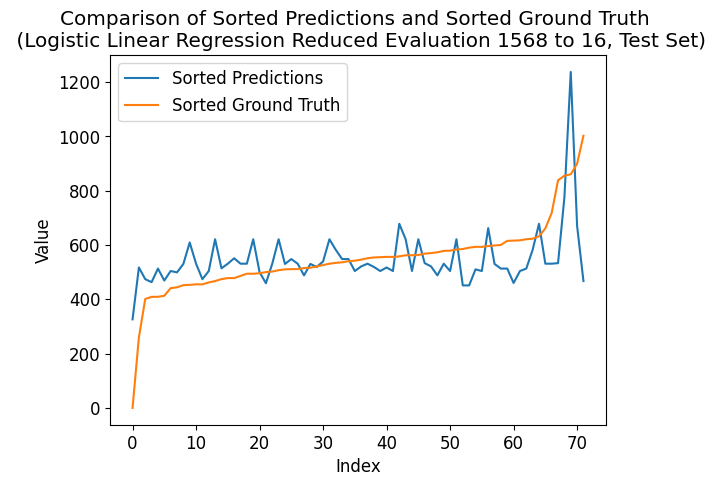 Comparison of Sorted Predictions and Sorted Ground Truth
(Logistic Linear Regression Reduced Evaluation 1568 to 16, Test Set)
Sorted Predictions
Sorted Ground Truth
Value
1200
1000
800
600
400
200
0
0 10 20 30 40 50 60 70
Index